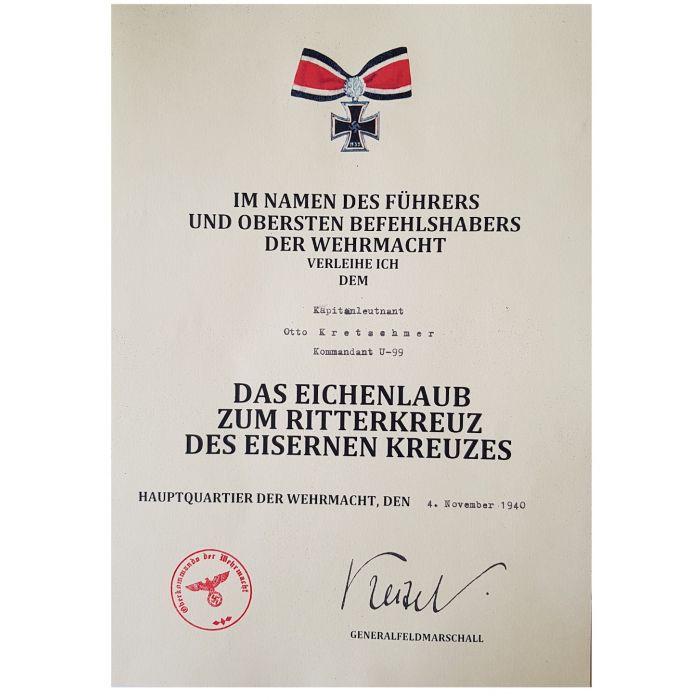 IM NAMEN DES FÜHRERS
UND OBERSTEN BEFEHLSHABERS
DER WEHRMACHT
VERLEIHE ICH
DEM
Kapitänleutnant
Otto Kretschmer
Kommandant U-99
DAS EICHENLAUB
ZUM RITTERKREUZ
DES EISERNEN KREUZES
HAUPTQUARTIER DER WEHRMACHT, DEN 4. November 1940
Oberkommando der Wehrmacht
Keitel
GENERALFELDMARSCHALL